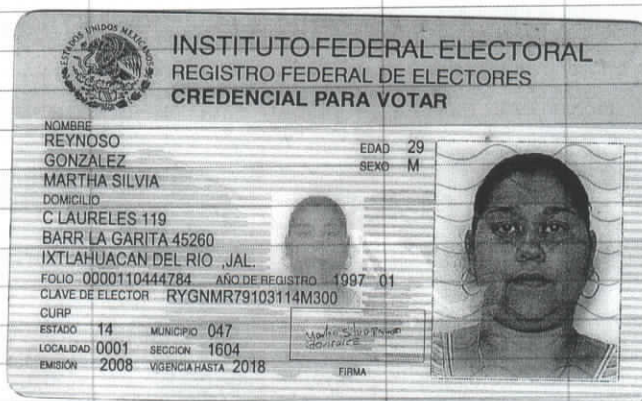 ESTADOS UNIDOS MEXICANOS
INSTITUTO FEDERAL ELECTORAL
REGISTRO FEDERAL DE ELECTORES
CREDENCIAL PARA VOTAR
NOMBRE
REYNOSO
GONZALEZ
MARTHA SILVIA
EDAD 29
SEXO M
DOMICILIO
C LAURELES 119
BARR LA GARITA 45260
IXTLAHUACAN DEL RIO ,JAL.
FOLIO 0000110444784 AÑO DE REGISTRO 1997 01
CLAVE DE ELECTOR RYGNMR79103114M300
CURP
ESTADO 14 MUNICIPIO 047
LOCALIDAD 0001 SECCION 1604
EMISIÓN 2008 VIGENCIA HASTA 2018
FIRMA